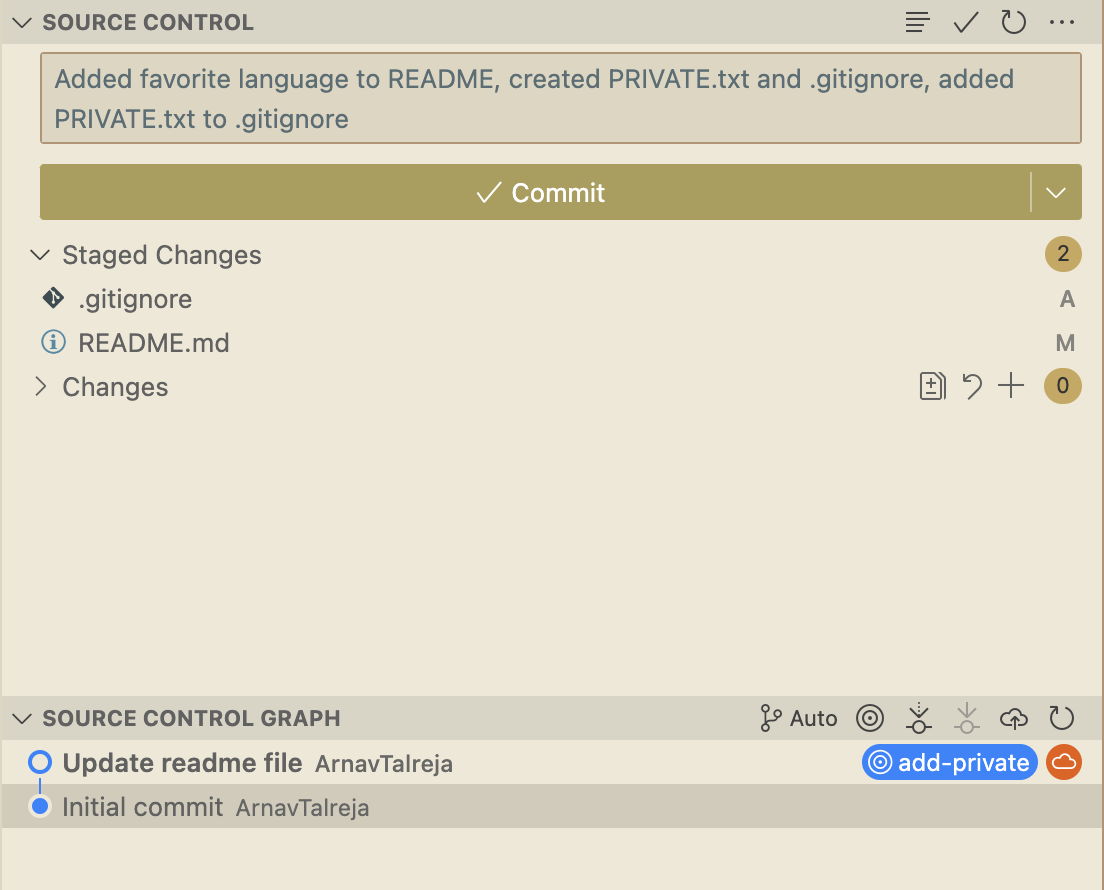 SOURCE CONTROL
Added favorite language to README, created PRIVATE.txt and .gitignore, added
PRIVATE.txt to .gitignore
Commit
Staged Changes 2
.gitignore A
README.md M
Changes 0
SOURCE CONTROL GRAPH Auto
Update readme file ArnavTalreja add-private
Initial commit ArnavTalreja